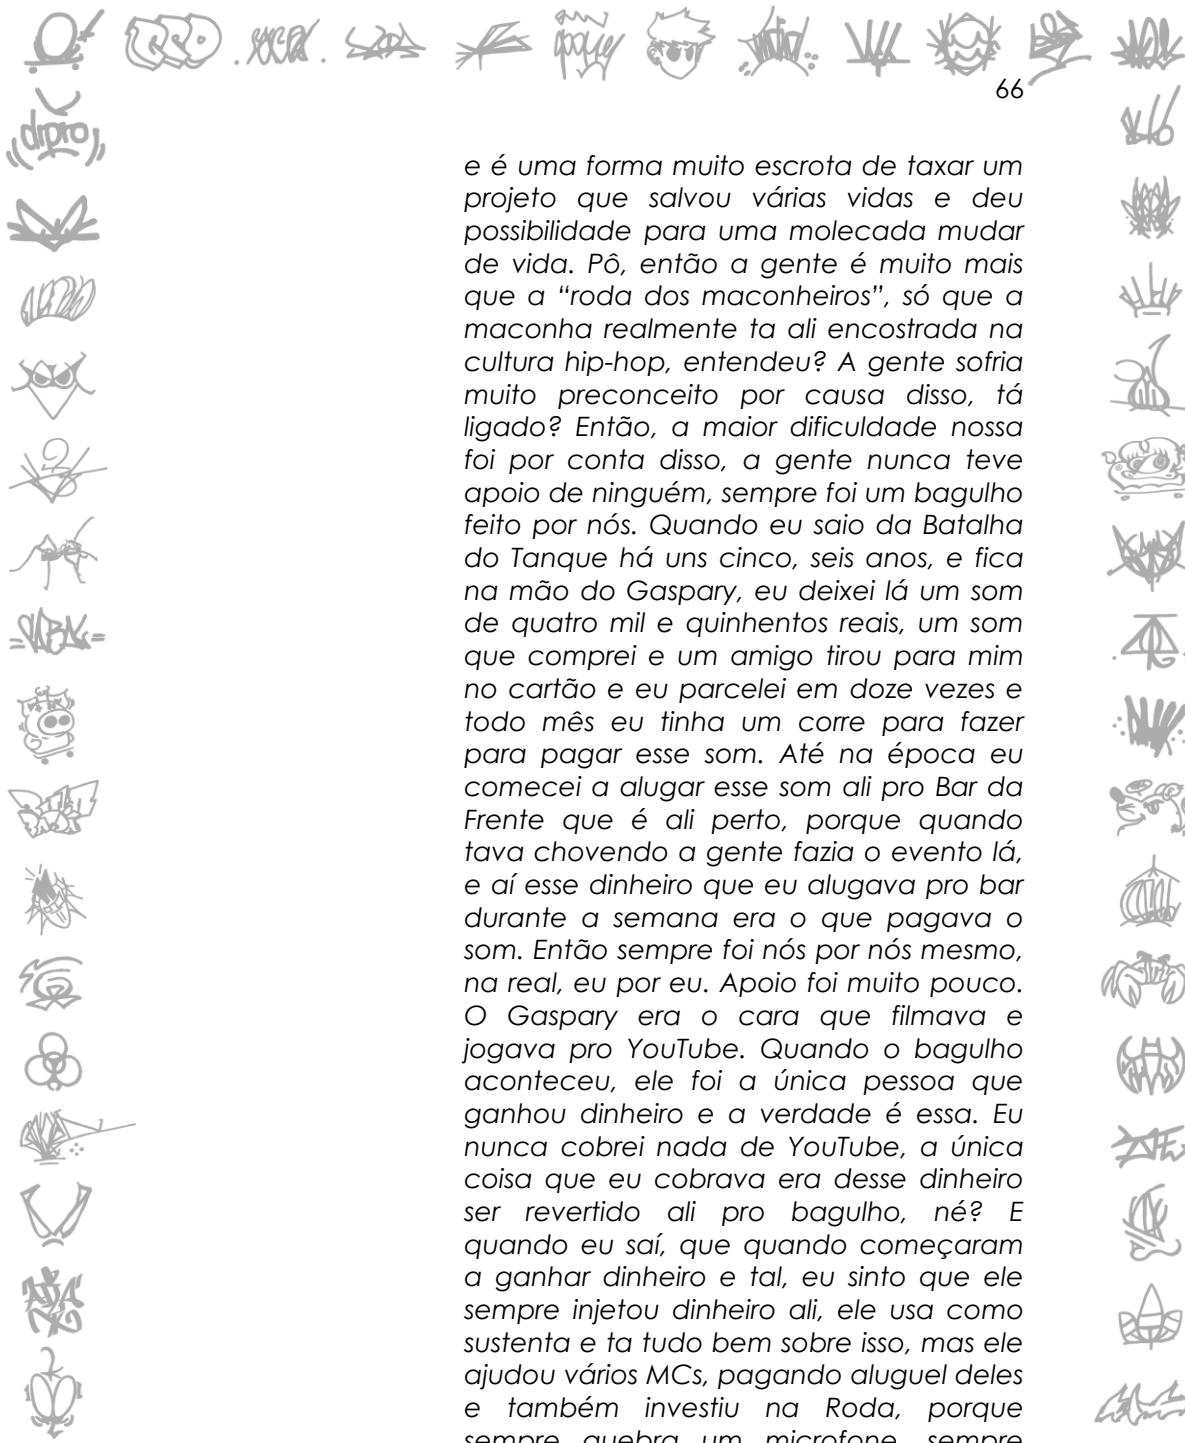 66
drpro
e é uma forma muito escrota de taxar um
projeto que salvou várias vidas e deu
possibilidade para uma molecada mudar
de vida. Pô, então a gente é muito mais
que a “roda dos maconheiros”, só que a
maconha realmente ta ali encostrada na
cultura hip-hop, entendeu? A gente sofria
muito preconceito por causa disso, tá
ligado? Então, a maior dificuldade nossa
foi por conta disso, a gente nunca teve
apoio de ninguém, sempre foi um bagulho
feito por nós. Quando eu saio da Batalha
do Tanque há uns cinco, seis anos, e fica
na mão do Gaspary, eu deixei lá um som
de quatro mil e quinhentos reais, um som
que comprei e um amigo tirou para mim
no cartão e eu parcelei em doze vezes e
todo mês eu tinha um corre para fazer
para pagar esse som. Até na época eu
comecei a alugar esse som ali pro Bar da
Frente que é ali perto, porque quando
tava chovendo a gente fazia o evento lá,
e aí esse dinheiro que eu alugava pro bar
durante a semana era o que pagava o
som. Então sempre foi nós por nós mesmo,
na real, eu por eu. Apoio foi muito pouco.
O Gaspary era o cara que filmava e
jogava pro YouTube. Quando o bagulho
aconteceu, ele foi a única pessoa que
ganhou dinheiro e a verdade é essa. Eu
nunca cobrei nada de YouTube, a única
coisa que eu cobrava era desse dinheiro
ser revertido ali pro bagulho, né? E
quando eu saí, que quando começaram
a ganhar dinheiro e tal, eu sinto que ele
sempre injetou dinheiro ali, ele usa como
sustenta e ta tudo bem sobre isso, mas ele
ajudou vários MCs, pagando aluguel deles
e também investiu na Roda, porque
sempre quebra um microfone, sempre